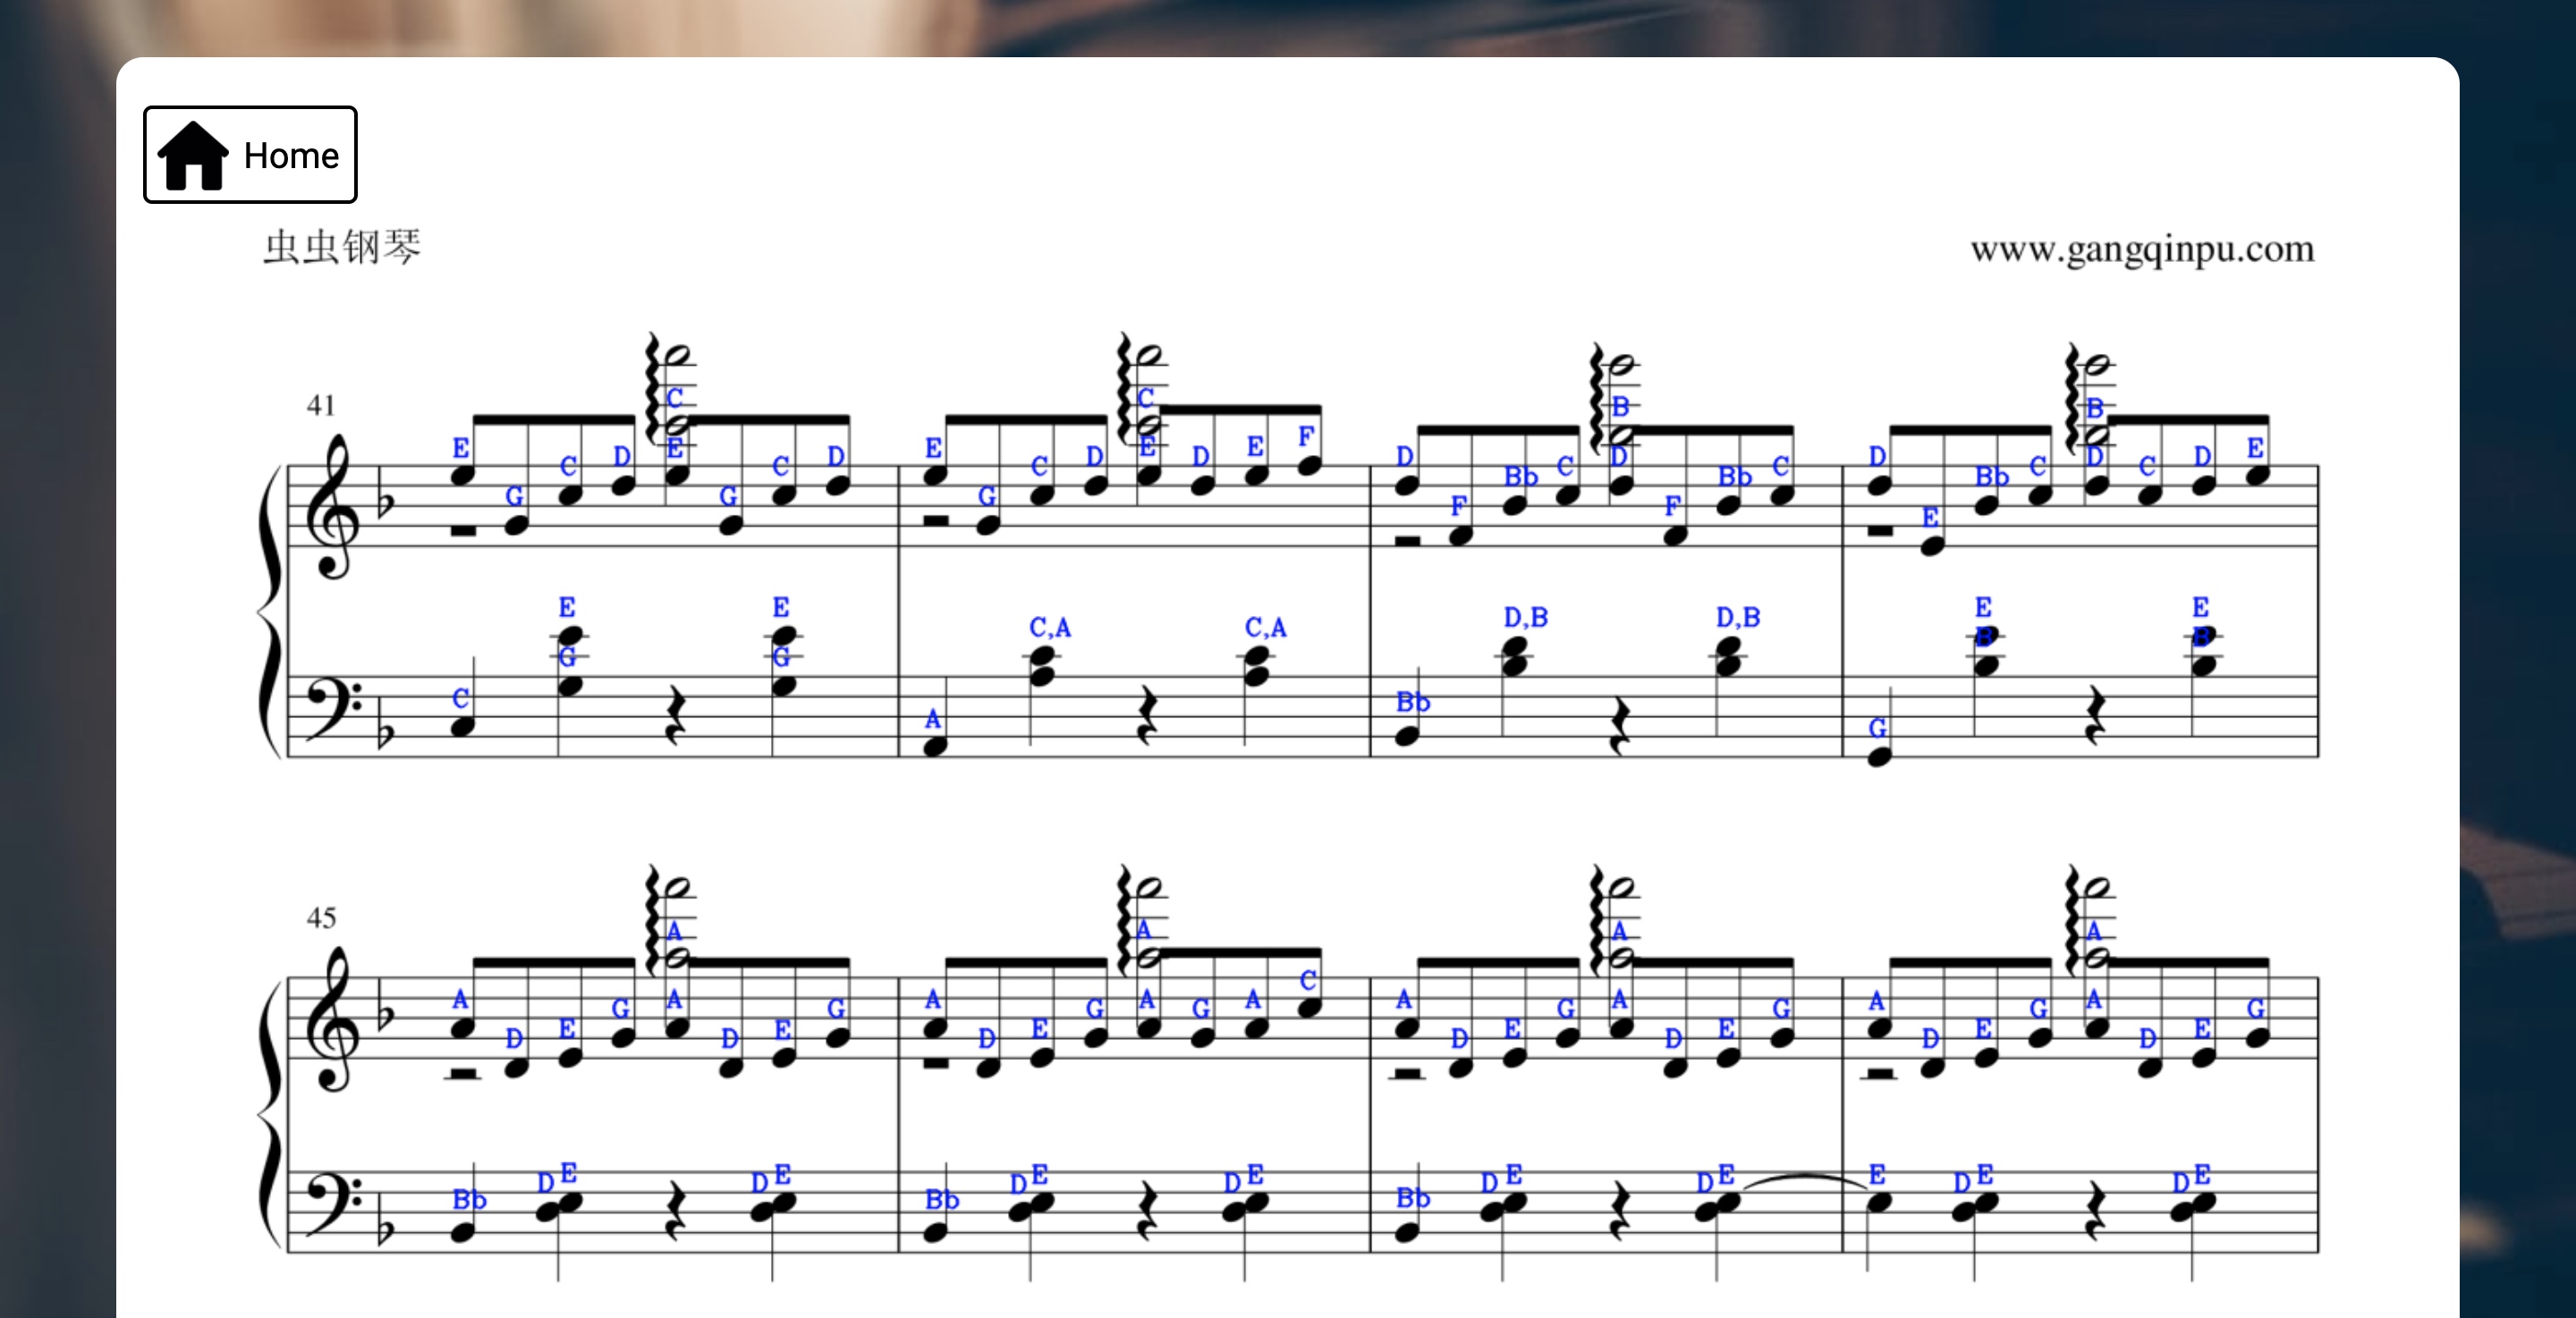 Home
虫虫钢琴 www.gangqinpu.com
41
C C B B
E E E E D D D D
G C D G C D G C D D E F F Bb C F Bb C E Bb C C D E
E E C,A C,A D,B D,B E E
G G B B
C A Bb G
45
A A A A
A A A A C A A A A
D E G D E G D E G G A D E G D E G D E G D E G
Bb D E D E Bb D E D E Bb D E D E E D E D E